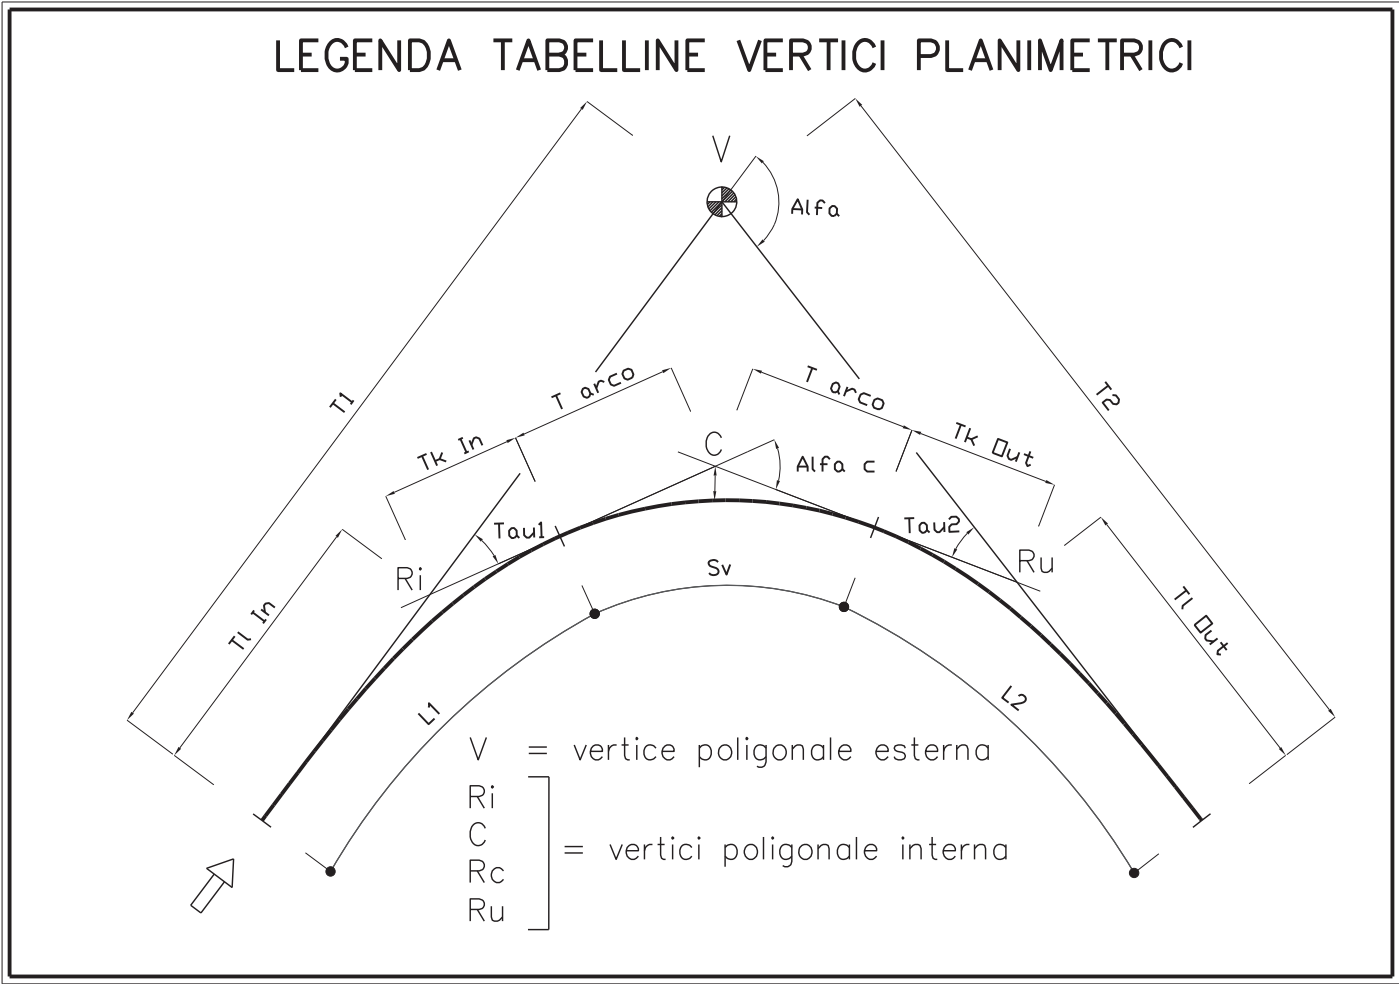 LEGENDA TABELLINE VERTICI PLANIMETRICI
V
Alfa
T1
T2
T arco
T arco
Tk In
Tk Out
C
Alfa c
Tau1
Tau2
Ri
Ru
Tl In
Tl Out
Sv
L1
L2
V = vertice poligonale esterna
Ri
C
Rc
Ru
= vertici poligonale interna